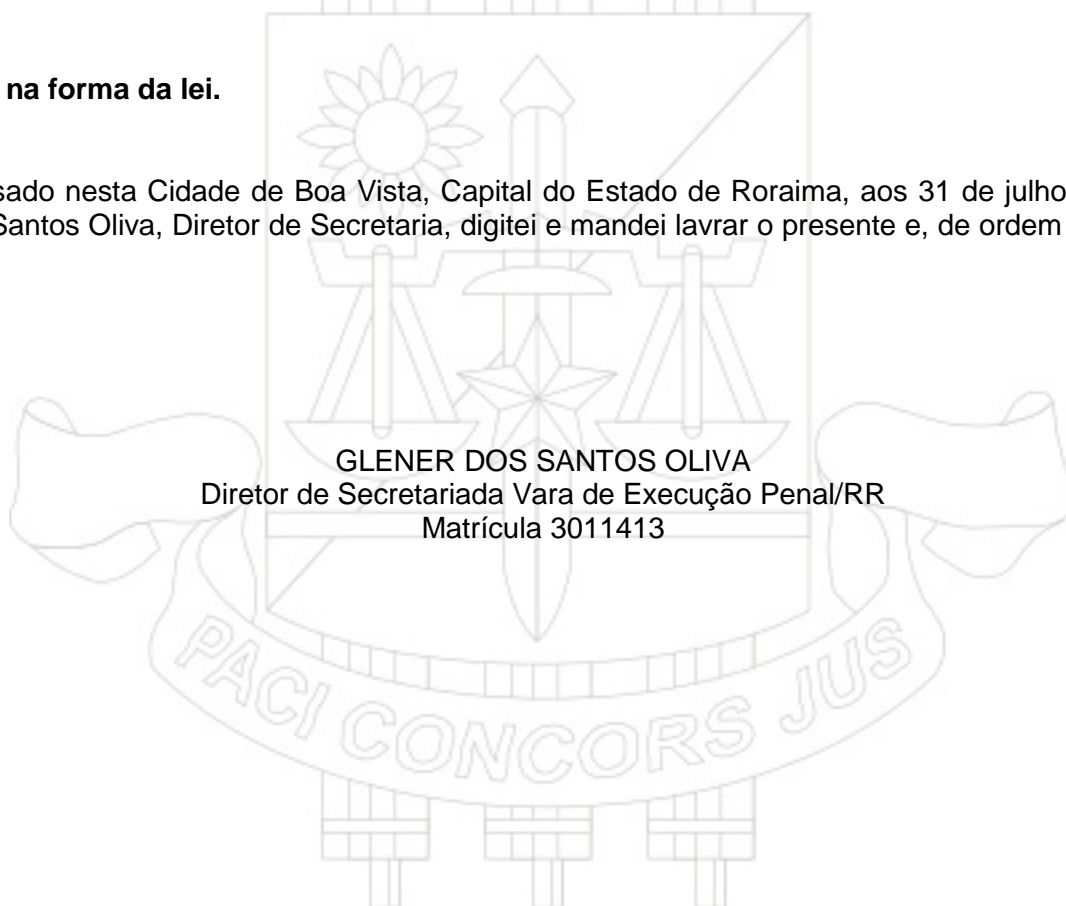 na forma da lei.
sado nesta Cidade de Boa Vista, Capital do Estado de Roraima, aos 31 de julho
Santos Oliva, Diretor de Secretaria, digitei e mandei lavrar o presente e, de ordem
GLENER DOS SANTOS OLIVA
Diretor de Secretariada Vara de Execução Penal/RR
Matrícula 3011413
PACI CONCORS JUS